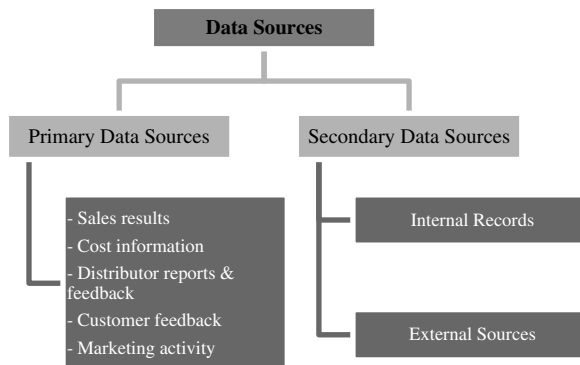 Data Sources
Primary Data Sources
Secondary Data Sources
- Sales results
- Cost information
- Distributor reports &
feedback
- Customer feedback
- Marketing activity
Internal Records
External Sources